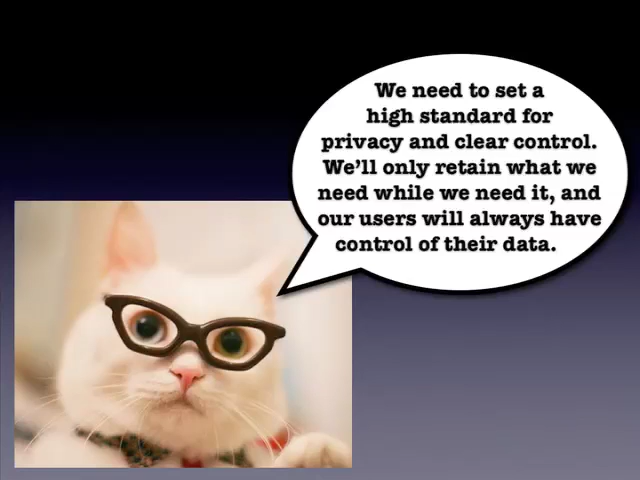 We need to set a
high standard for
privacy and clear control.
We'll only retain what we
need while we need it, and
our users will always have
control of their data.